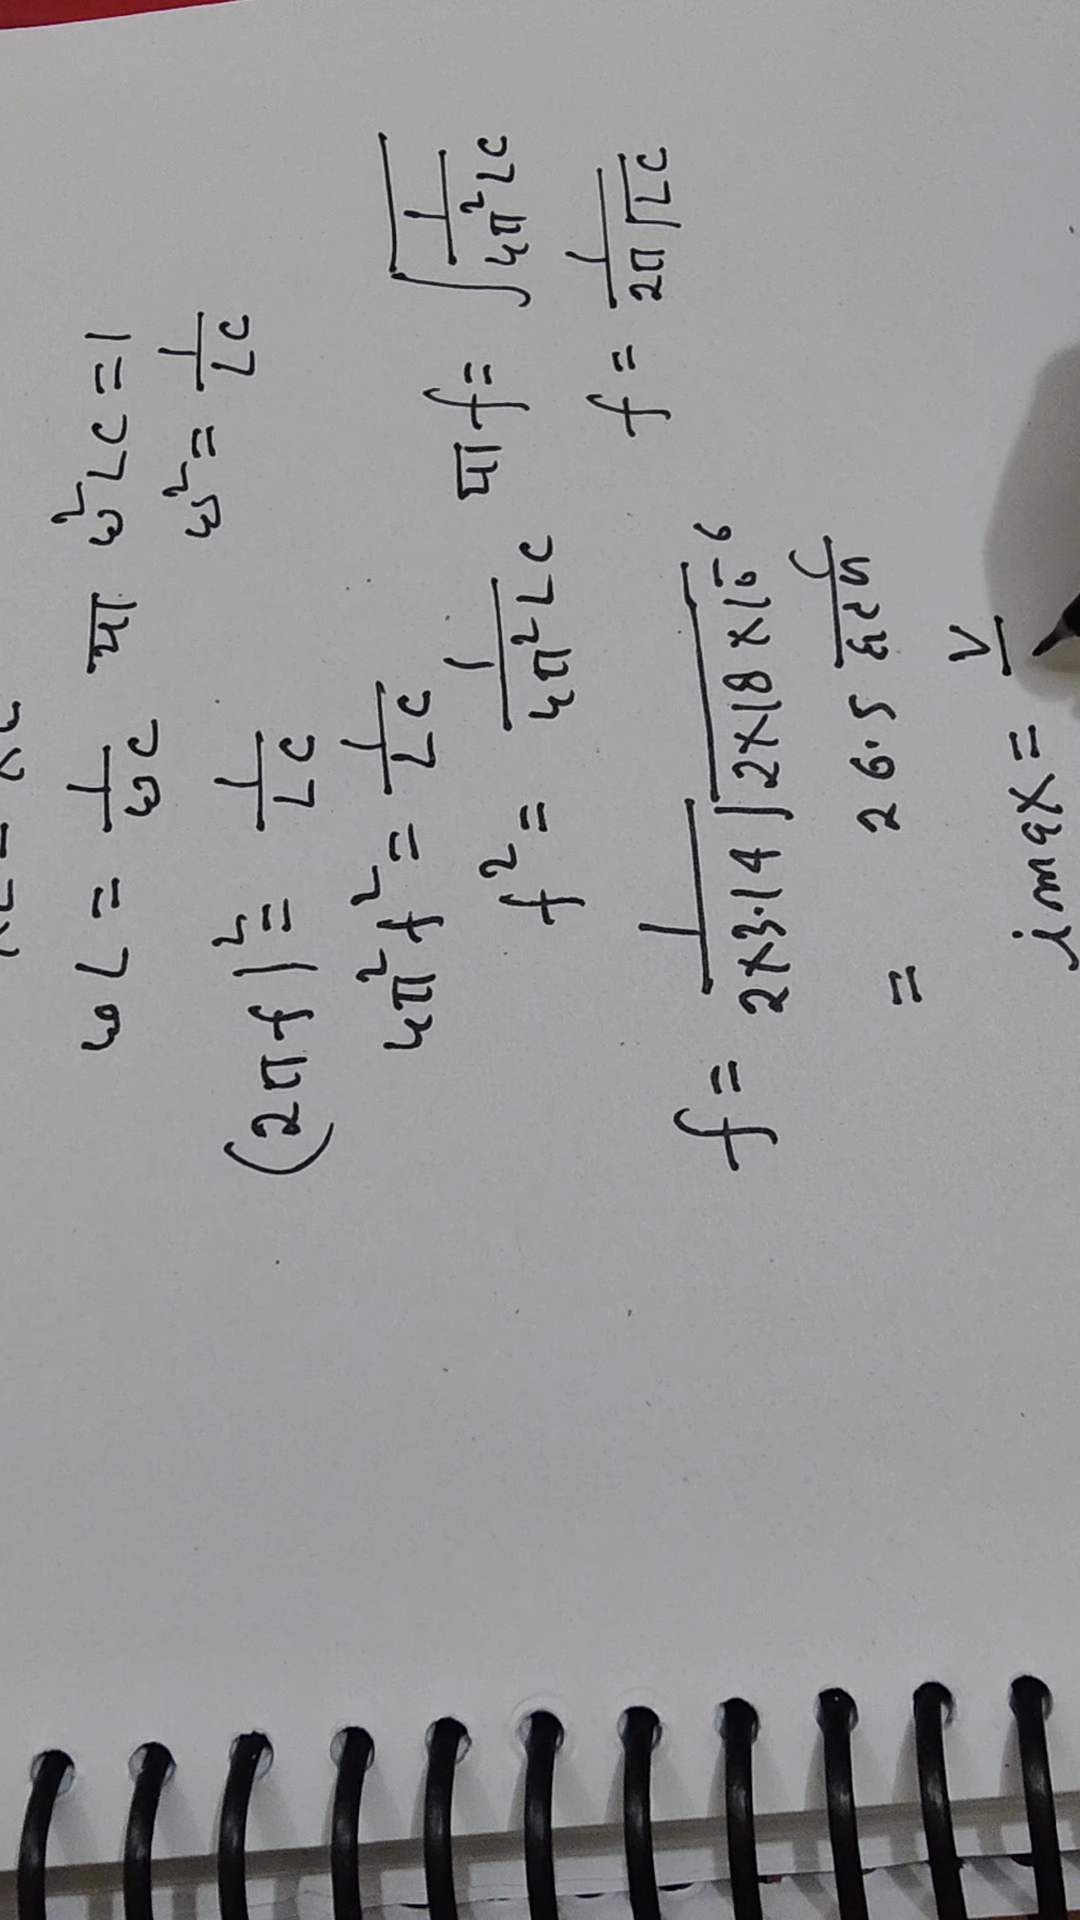 ωL = 1/ωC या ω²LC = 1
ω² = 1/LC
(2πf)² = 1/LC
4π²f² = 1/LC
f² = 1/4π²LC या f = √(1/4π²LC)
f = 1/2π√LC
f = 1/2×3.14√2×18×10⁻⁶
= 26.5 हर्ट्ज
imax = V